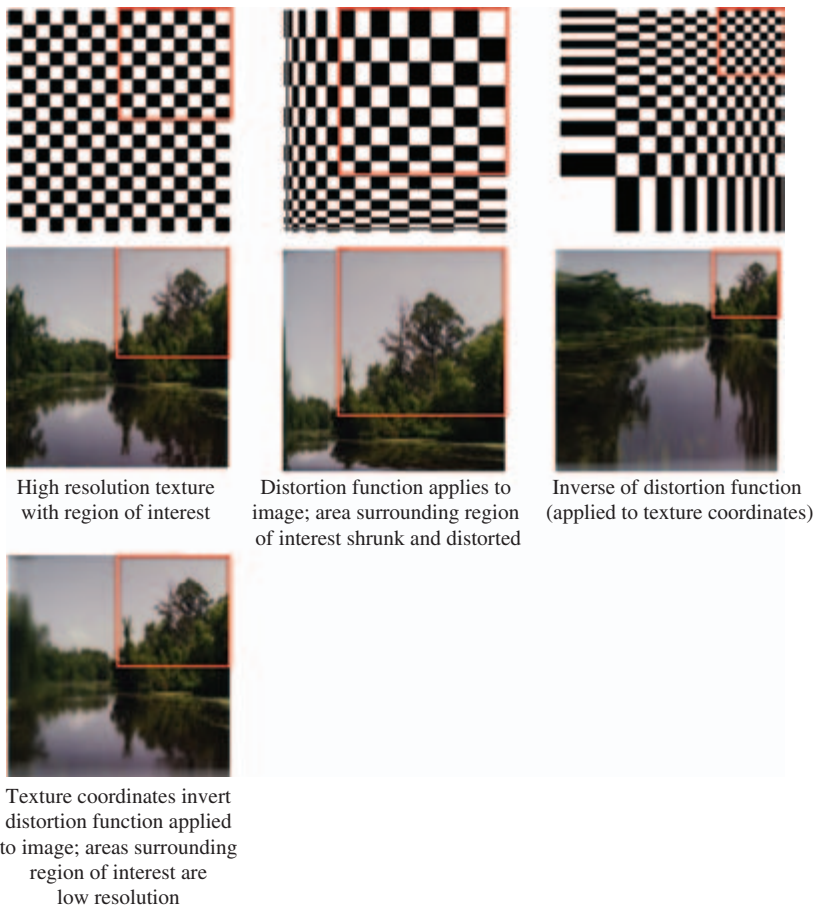 High resolution texture
with region of interest
Distortion function applies to
image; area surrounding region
of interest shrunk and distorted
Inverse of distortion function
(applied to texture coordinates)
Texture coordinates invert
distortion function applied
to image; areas surrounding
region of interest are
low resolution